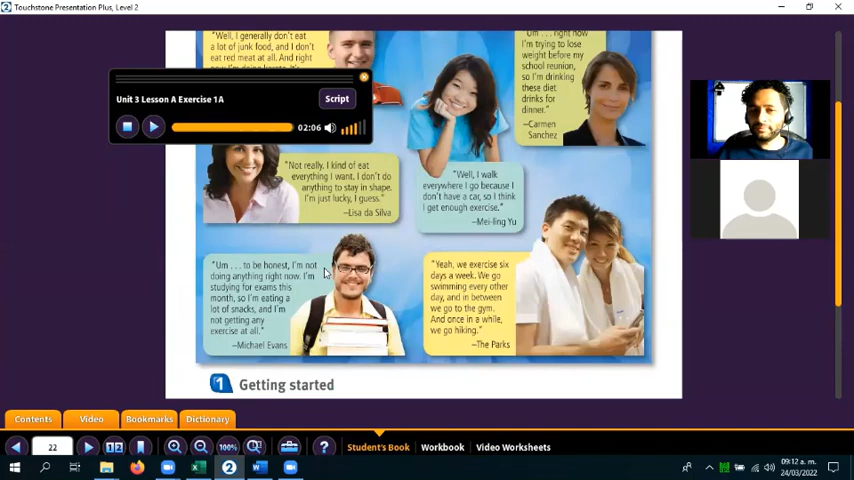 Touchstone Presentation Plus, Level 2
"Well, I generally don't eat
a lot of junk food, and I don't
eat red meat at all. And right
now I'm doing karate. It's
"Um . . . right now
I'm trying to lose
weight before my
school reunion,
so I'm drinking
these diet
drinks for
dinner."
—Carmen
Sanchez
Unit 3 Lesson A Exercise 1A
Script
02:06
"Not really. I kind of eat
everything I want. I don't do
anything to stay in shape.
I'm just lucky, I guess."
—Lisa da Silva
"Well, I walk
everywhere I go because I
don't have a car, so I think
I get enough exercise."
—Mei-ling Yu
"Um . . . to be honest, I'm not
doing anything right now. I'm
studying for exams this
month, so I'm eating a
lot of snacks, and I'm
not getting any
exercise at all."
—Michael Evans
"Yeah, we exercise six
days a week. We go
swimming every other
day, and in between
we go to the gym.
And once in a while,
we go hiking."
—The Parks
1 Getting started
Contents
Video
Bookmarks
Dictionary
22
100%
Student's Book
Workbook
Video Worksheets
09:12 a. m.
24/03/2022